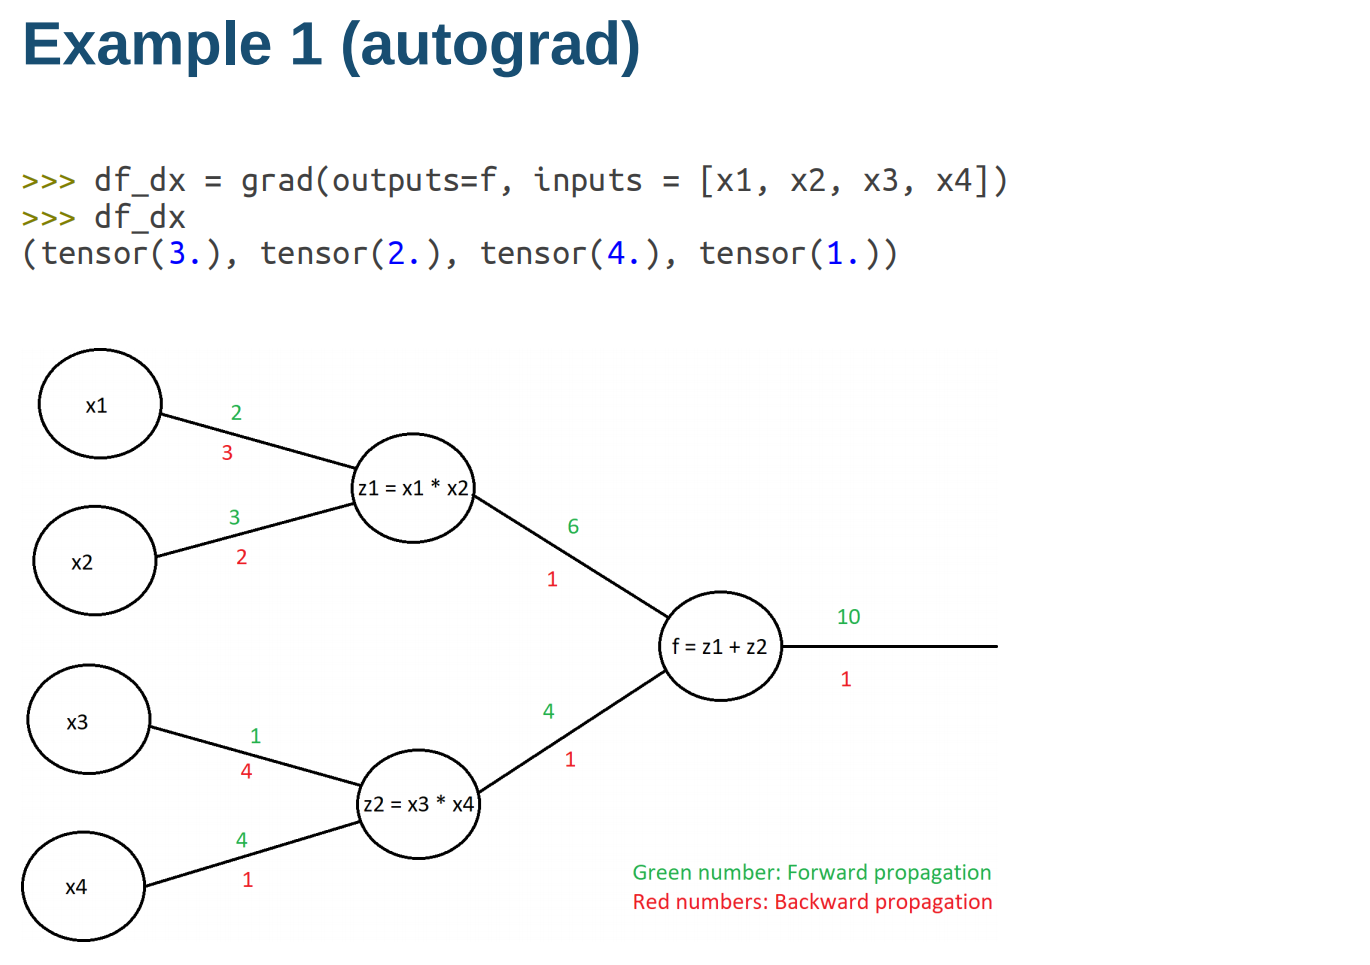 Example 1 (autograd)
>>> df_dx = grad(outputs=f, inputs = [x1, x2, x3, x4])
>>> df_dx
(tensor(3.), tensor(2.), tensor(4.), tensor(1.))
x1
2
3
z1 = x1 * x2
x2
3
2
6
1
f = z1 + z2
10
1
x3
1
4
4
1
z2 = x3 * x4
x4
4
1
Green number: Forward propagation
Red numbers: Backward propagation